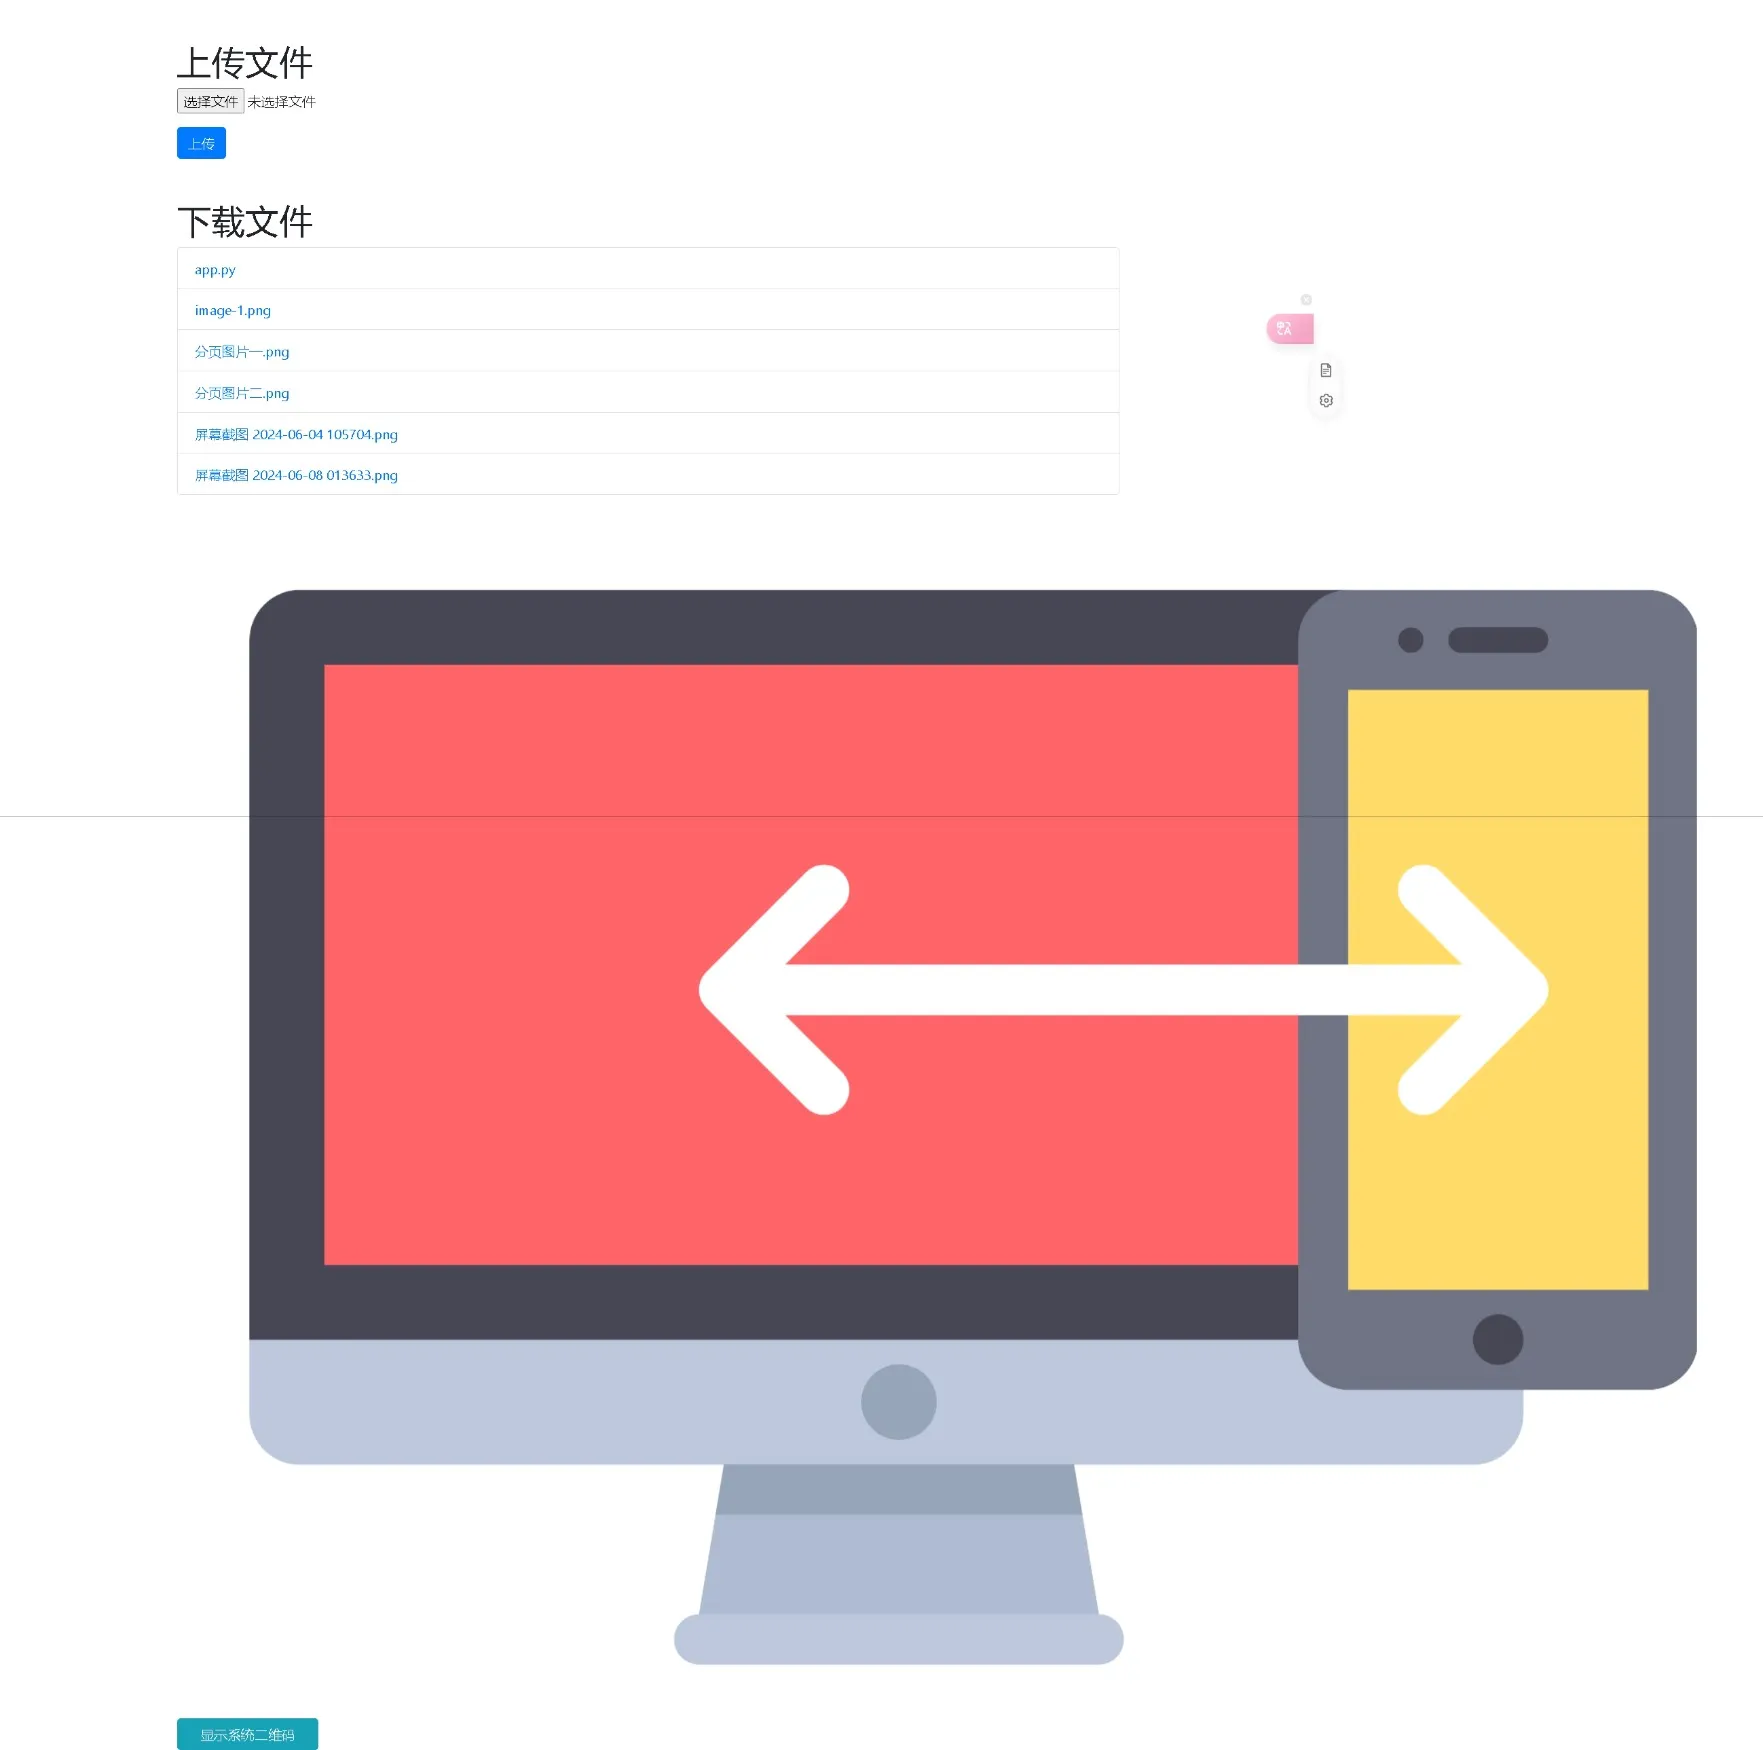 上传文件
选择文件 未选择文件
上传
下载文件
app.py
image-1.png
分页图片一.png
分页图片二.png
屏幕截图 2024-06-04 105704.png
屏幕截图 2024-06-08 013633.png
显示系统二维码